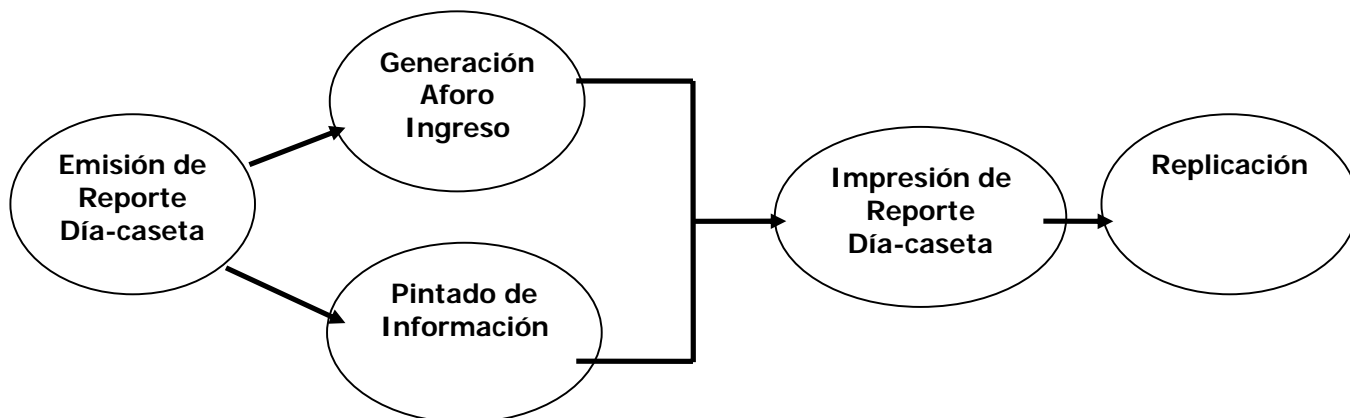 Generación
Aforo
Ingreso
Emisión de
Reporte
Día-caseta
Pintado de
Información
Impresión de
Reporte
Día-caseta
Replicación